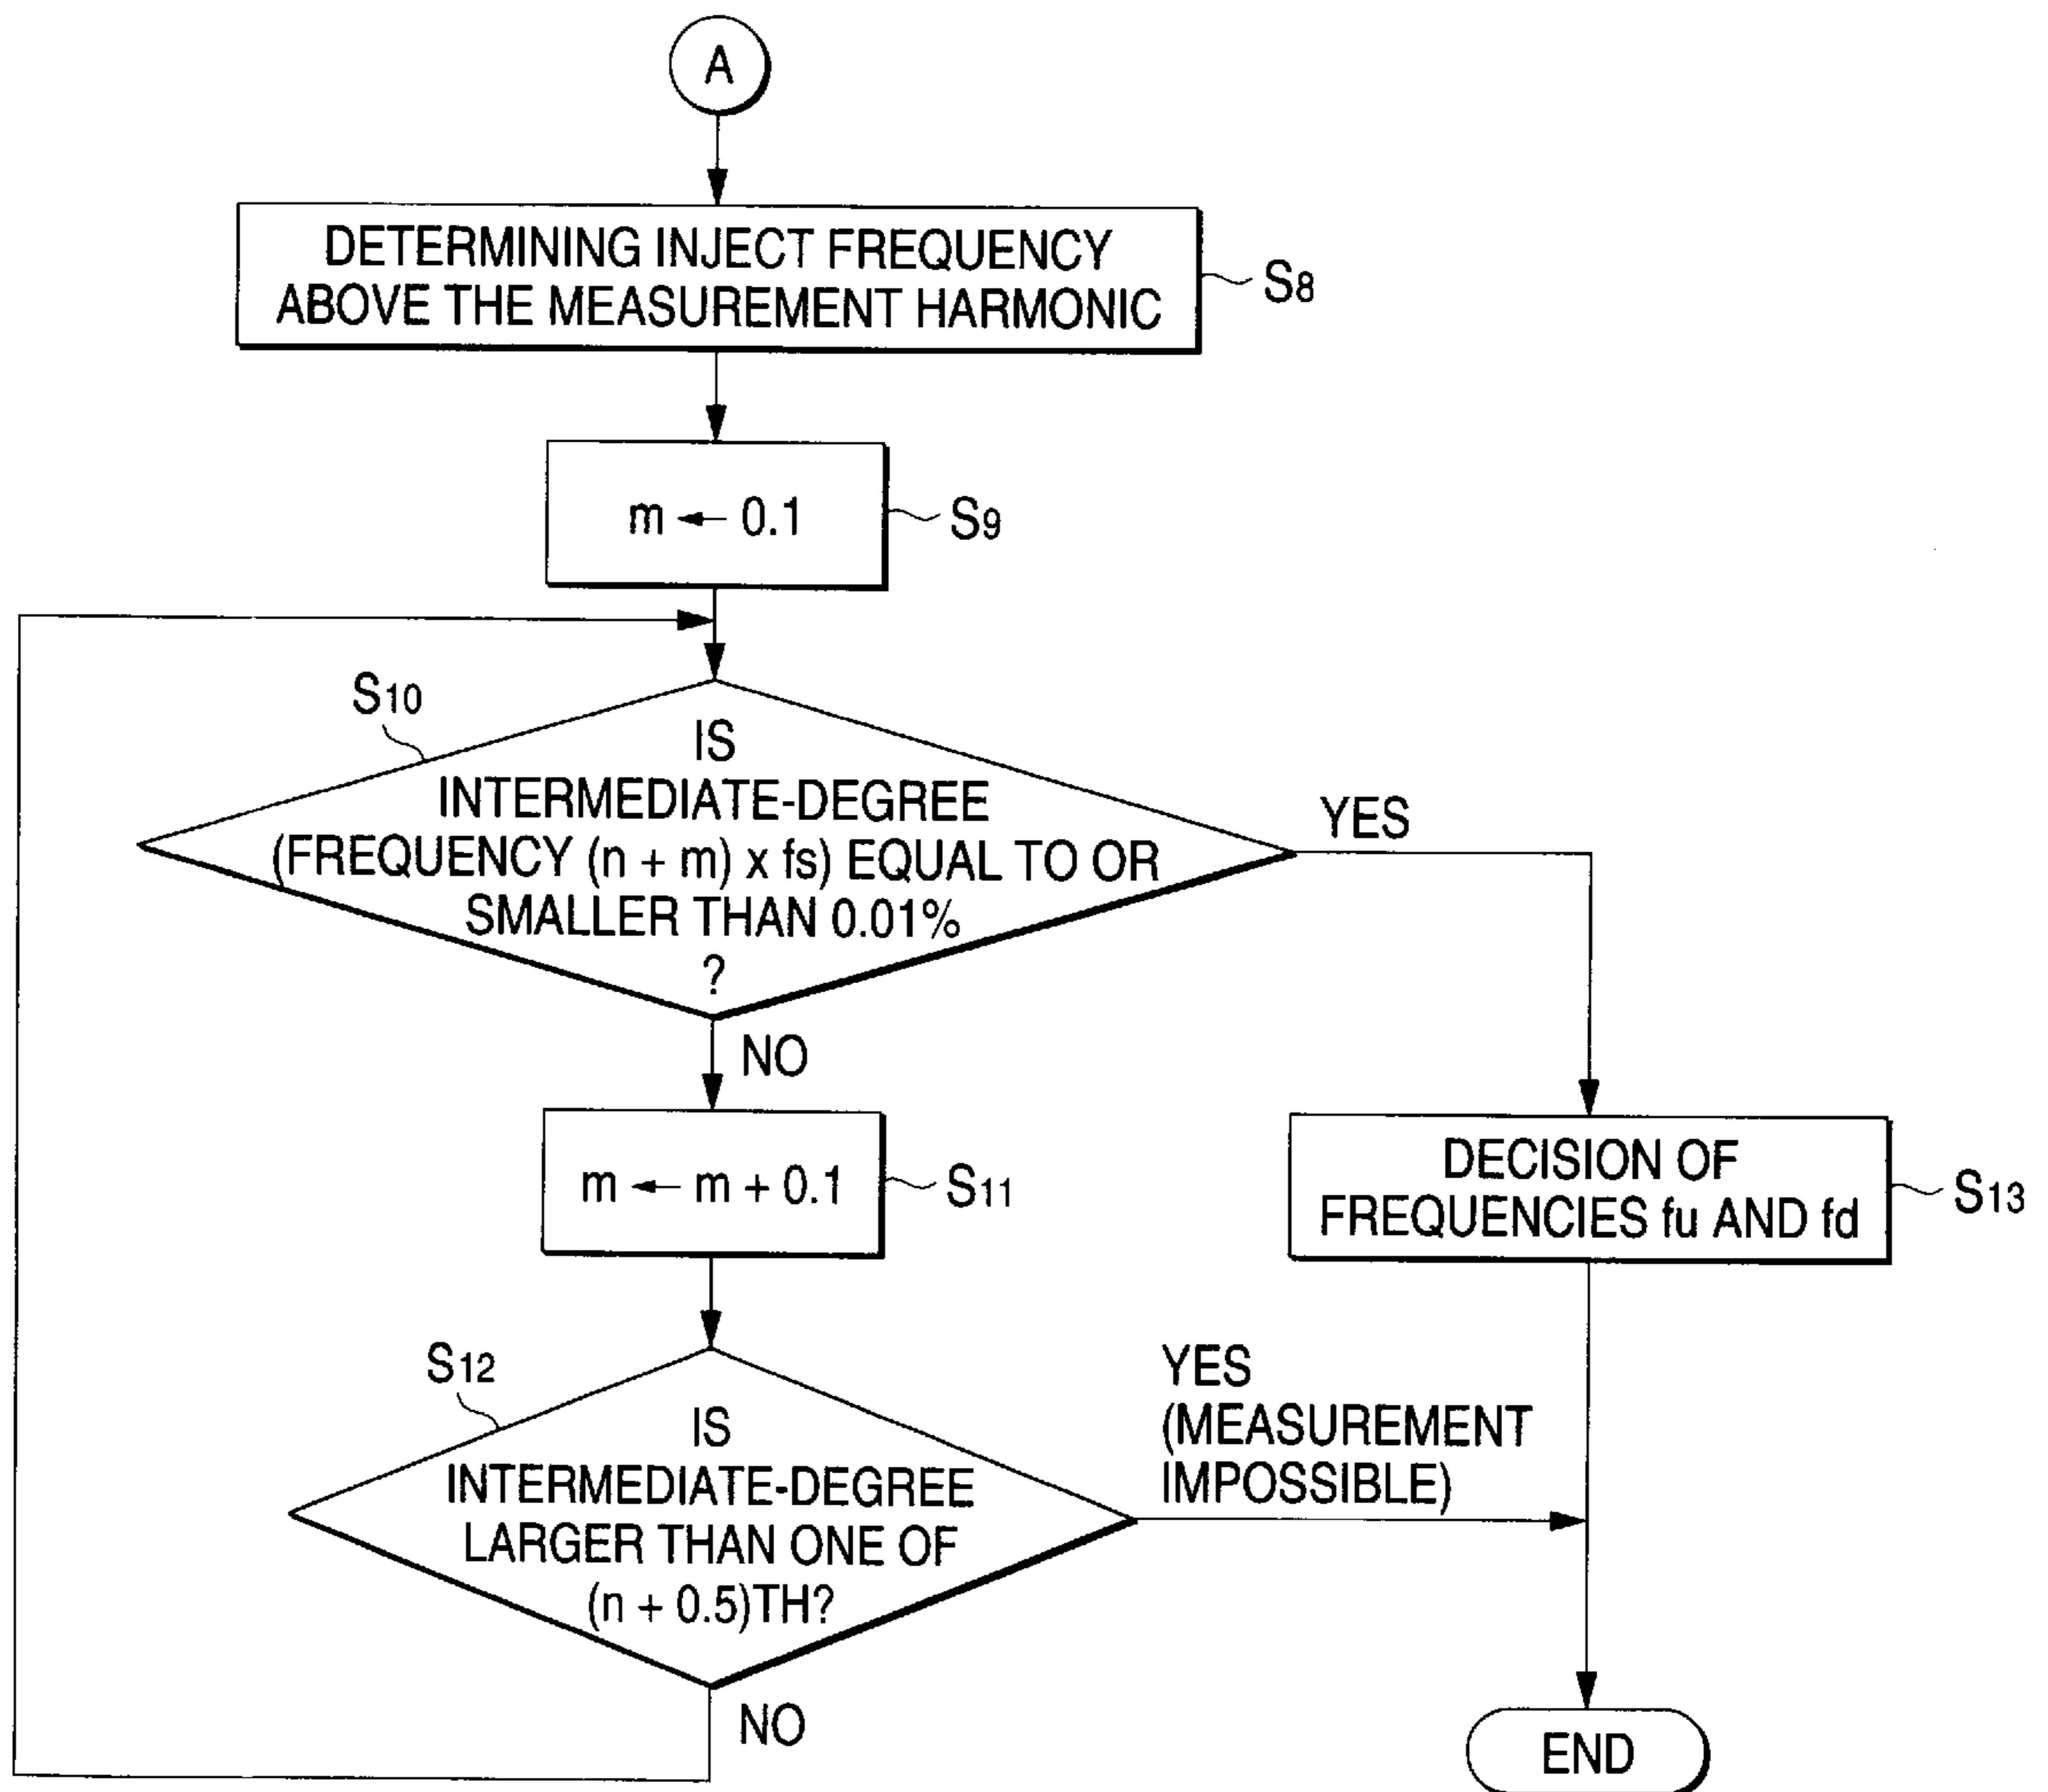 A
DETERMINING INJECT FREQUENCY
ABOVE THE MEASUREMENT HARMONIC
S8
m ← 0.1
S9
S10
IS
INTERMEDIATE-DEGREE
(FREQUENCY (n + m) x fs) EQUAL TO OR
SMALLER THAN 0.01%
?
YES
NO
m ← m + 0.1
S11
DECISION OF
FREQUENCIES fu AND fd
S13
S12
IS
INTERMEDIATE-DEGREE
LARGER THAN ONE OF
(n + 0.5)TH?
YES
(MEASUREMENT
IMPOSSIBLE)
NO
END